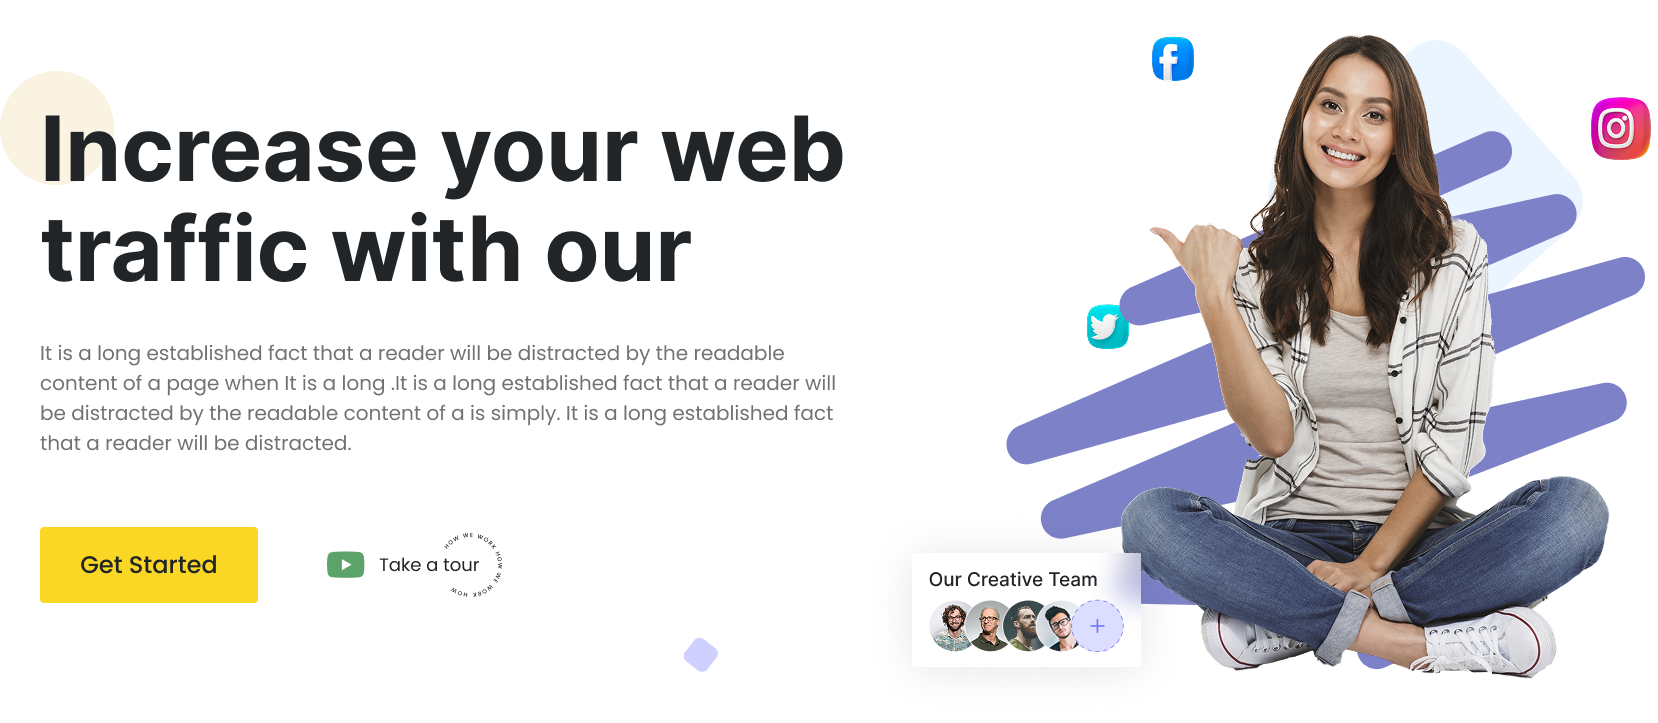 Increase your web
traffic with our
It is a long established fact that a reader will be distracted by the readable
content of a page when It is a long .It is a long established fact that a reader will
be distracted by the readable content of a is simply. It is a long established fact
that a reader will be distracted.
Get Started
Take a tour
HOW WE WORK HOW WE WORK HOW
Our Creative Team